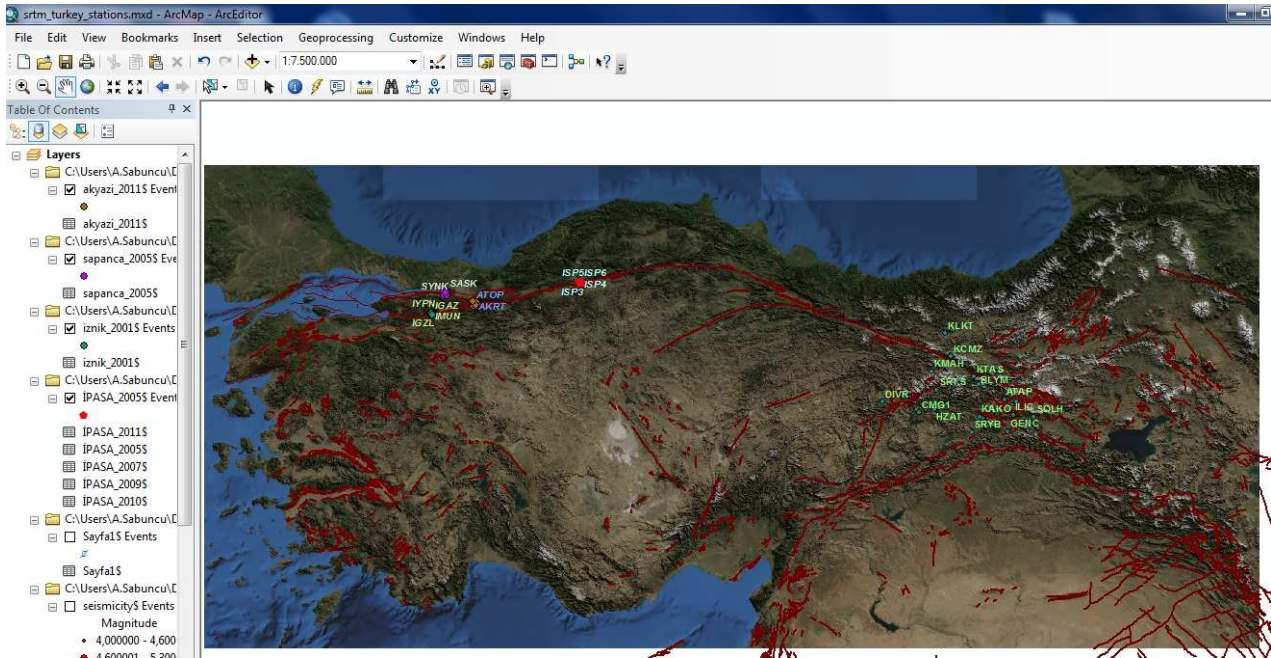 srtm_turkey_stations.mxd - ArcMap - ArcEditor
File Edit View Bookmarks Insert Selection Geoprocessing Customize Windows Help
1:7.500.000
Table Of Contents
Layers
C:\Users\A.Sabuncu\D
akyazi_2011$ Event
akyazi_2011$
C:\Users\A.Sabuncu\D
sapanca_2005$ Eve
sapanca_2005$
C:\Users\A.Sabuncu\D
iznik_2001$ Events
iznik_2001$
C:\Users\A.Sabuncu\D
İPASA_2005$ Event
İPASA_2011$
İPASA_2005$
İPASA_2007$
İPASA_2009$
İPASA_2010$
C:\Users\A.Sabuncu\D
Sayfa1$ Events
Sayfa1$
C:\Users\A.Sabuncu\D
seismicity$ Events
Magnitude
4,000000 - 4,600
4,600001 - 5,300
ISP5 ISP6
ISP4
ISP3
SYNK SASK
ATOP
IYPN IGAZ AKRT
IMUN
IGZL
KLKT
KCMZ
KMAH KTAS
SRTS BLYM
DIVR ATAP
CMG1 KAKO ILIC SOLH
HZAT
SRYB GENC